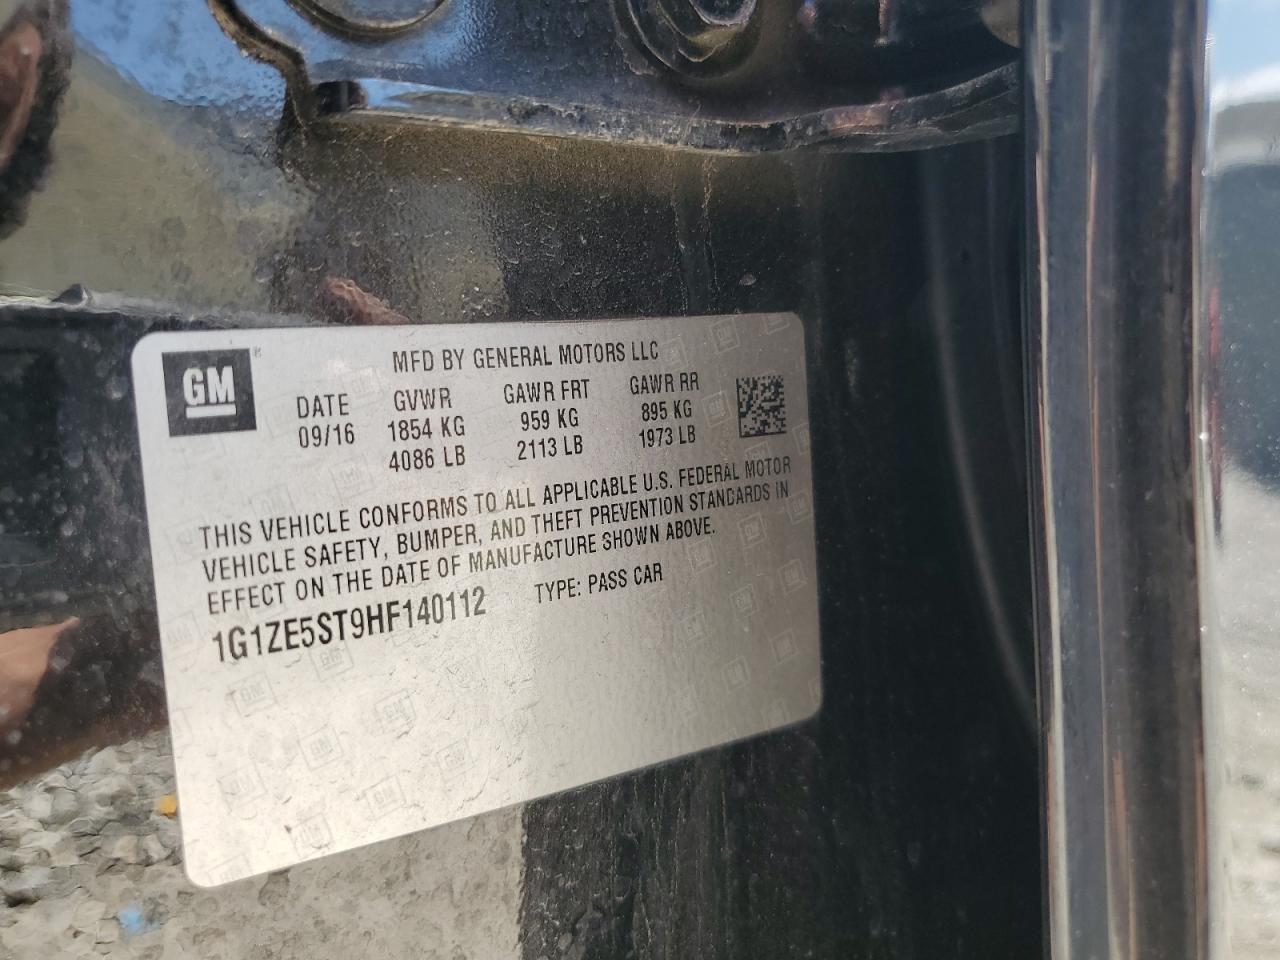 GM®
MFD BY GENERAL MOTORS LLC
DATE GVWR GAWR FRT GAWR RR
09/16 1854 KG 959 KG 895 KG
4086 LB 2113 LB 1973 LB
THIS VEHICLE CONFORMS TO ALL APPLICABLE U.S. FEDERAL MOTOR
VEHICLE SAFETY, BUMPER, AND THEFT PREVENTION STANDARDS IN
EFFECT ON THE DATE OF MANUFACTURE SHOWN ABOVE.
1G1ZE5ST9HF140112 TYPE: PASS CAR